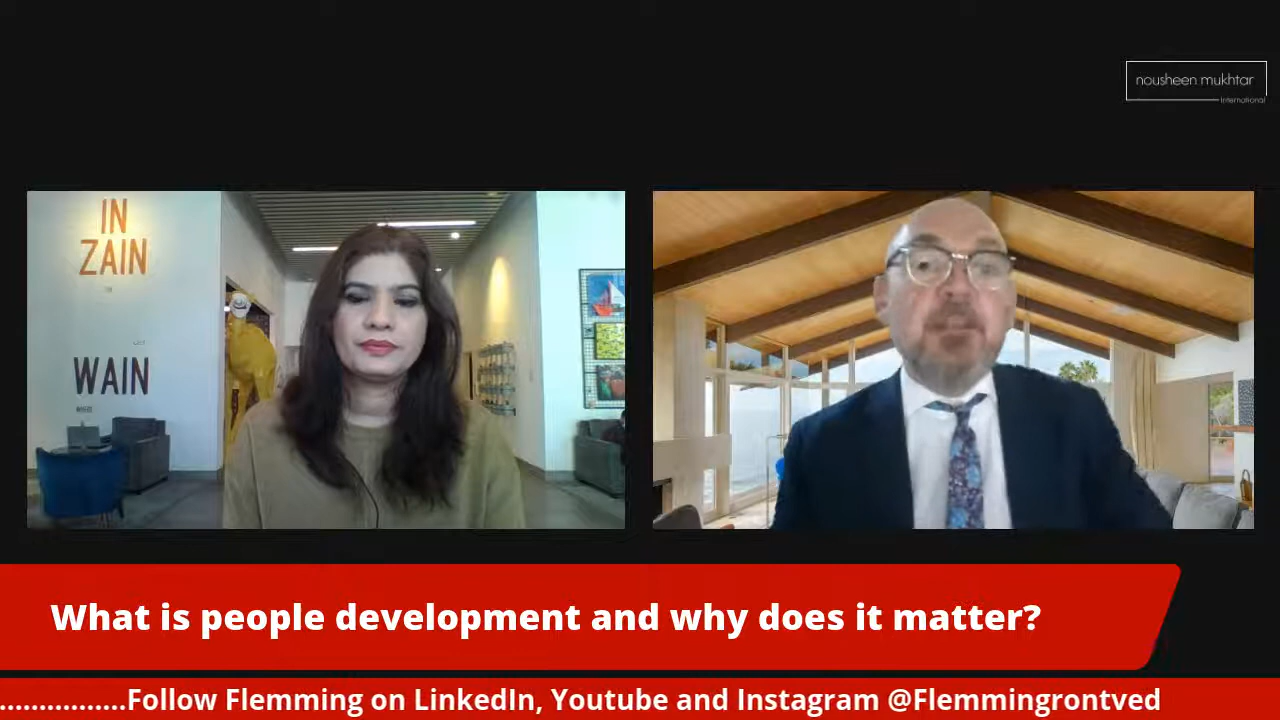 nousheen mukhtar
International
IN
ZAIN
WAIN
What is people development and why does it matter?
................Follow Flemming on LinkedIn, Youtube and Instagram @Flemmingrontved